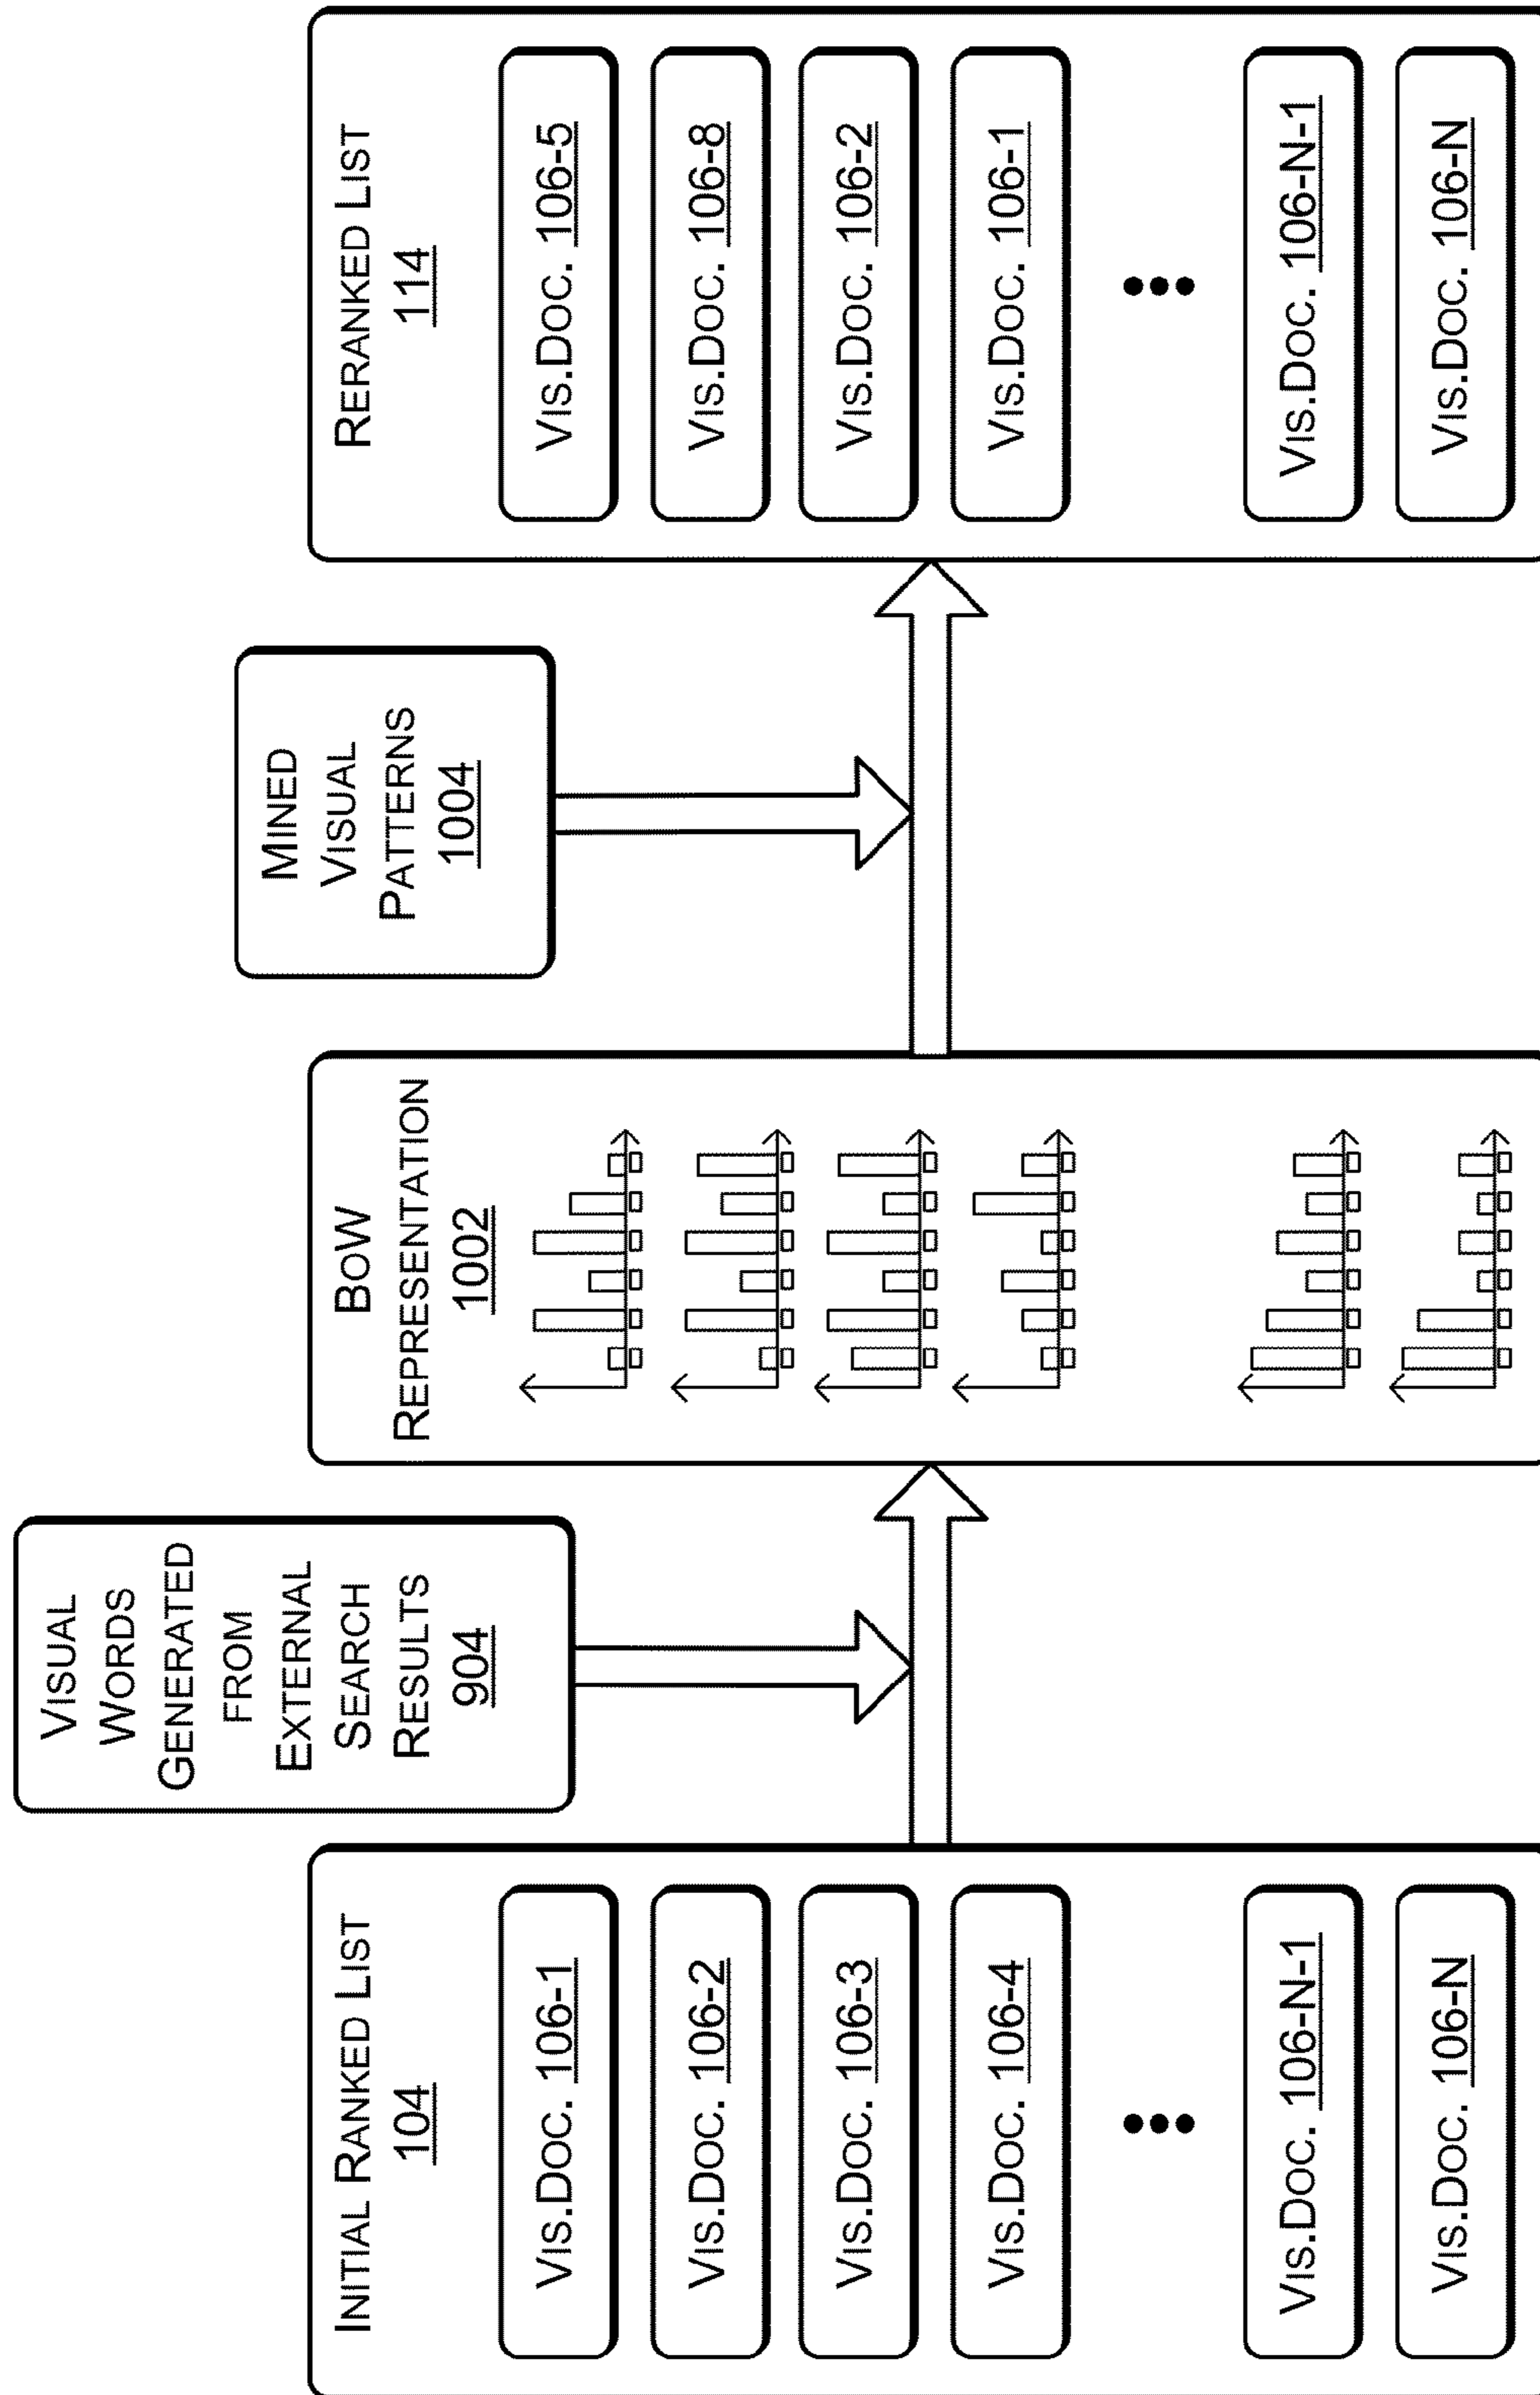 VISUAL
WORDS
GENERATED
FROM
EXTERNAL
SEARCH
RESULTS
904
MINED
VISUAL
PATTERNS
1004
INITIAL RANKED LIST
104
VIS.DOC. 106-1
VIS.DOC. 106-2
VIS.DOC. 106-3
VIS.DOC. 106-4
VIS.DOC. 106-N-1
VIS.DOC. 106-N
BOW
REPRESENTATION
1002
RERANKED LIST
114
VIS.DOC. 106-5
VIS.DOC. 106-8
VIS.DOC. 106-2
VIS.DOC. 106-1
VIS.DOC. 106-N-1
VIS.DOC. 106-N